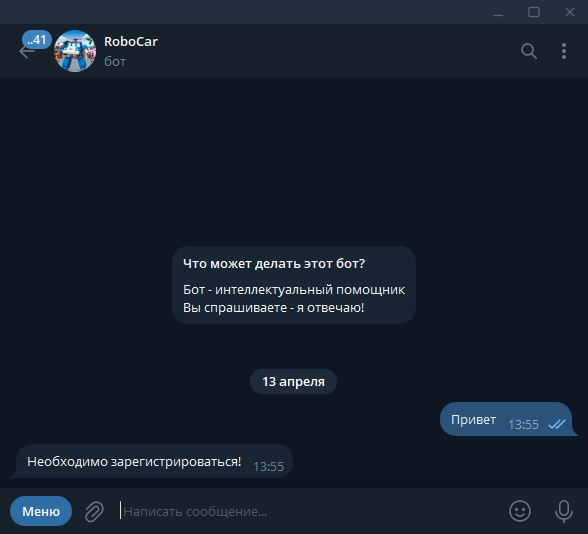 ..41
RoboCar
бот
Что может делать этот бот?
Бот - интеллектуальный помощник
Вы спрашиваете - я отвечаю!
13 апреля
Привет 13:55
Необходимо зарегистрироваться! 13:55
Меню Написать сообщение...